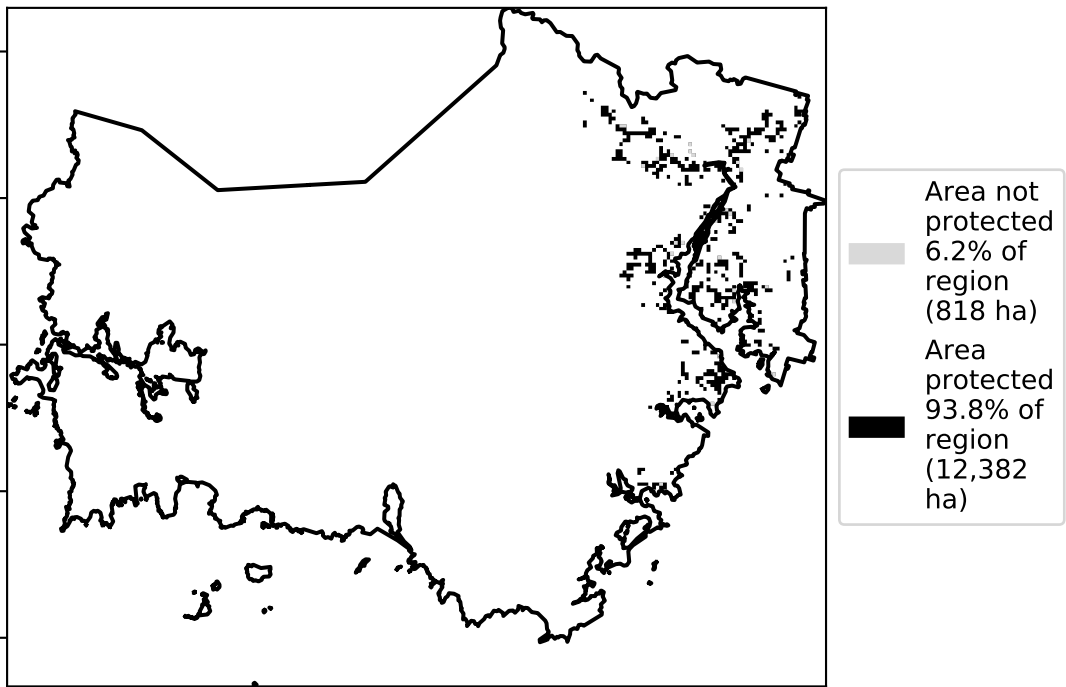 Area not
protected
6.2% of
region
(818 ha)
Area
protected
93.8% of
region
(12,382
ha)